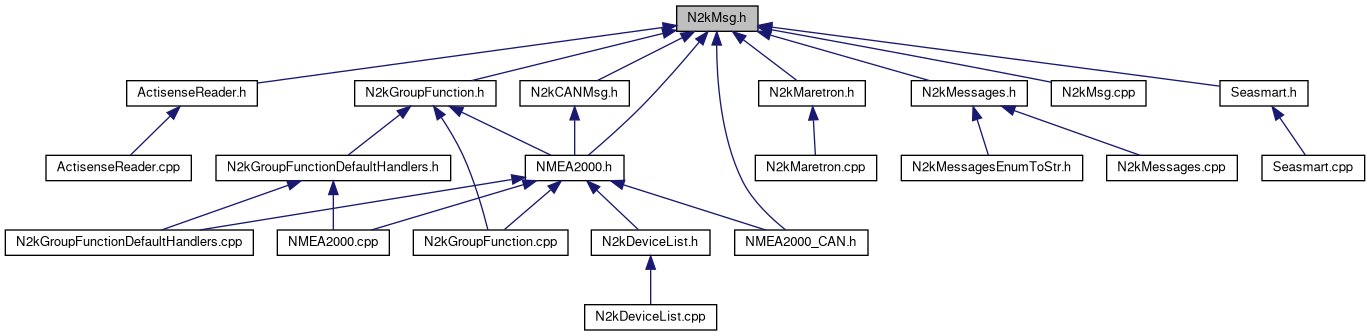 N2kMsg.h
ActisenseReader.h
N2kGroupFunction.h
N2kCANMsg.h
N2kMaretron.h
N2kMessages.h
N2kMsg.cpp
Seasmart.h
ActisenseReader.cpp
N2kGroupFunctionDefaultHandlers.h
NMEA2000.h
N2kMaretron.cpp
N2kMessagesEnumToStr.h
N2kMessages.cpp
Seasmart.cpp
N2kGroupFunctionDefaultHandlers.cpp
NMEA2000.cpp
N2kGroupFunction.cpp
N2kDeviceList.h
NMEA2000_CAN.h
N2kDeviceList.cpp